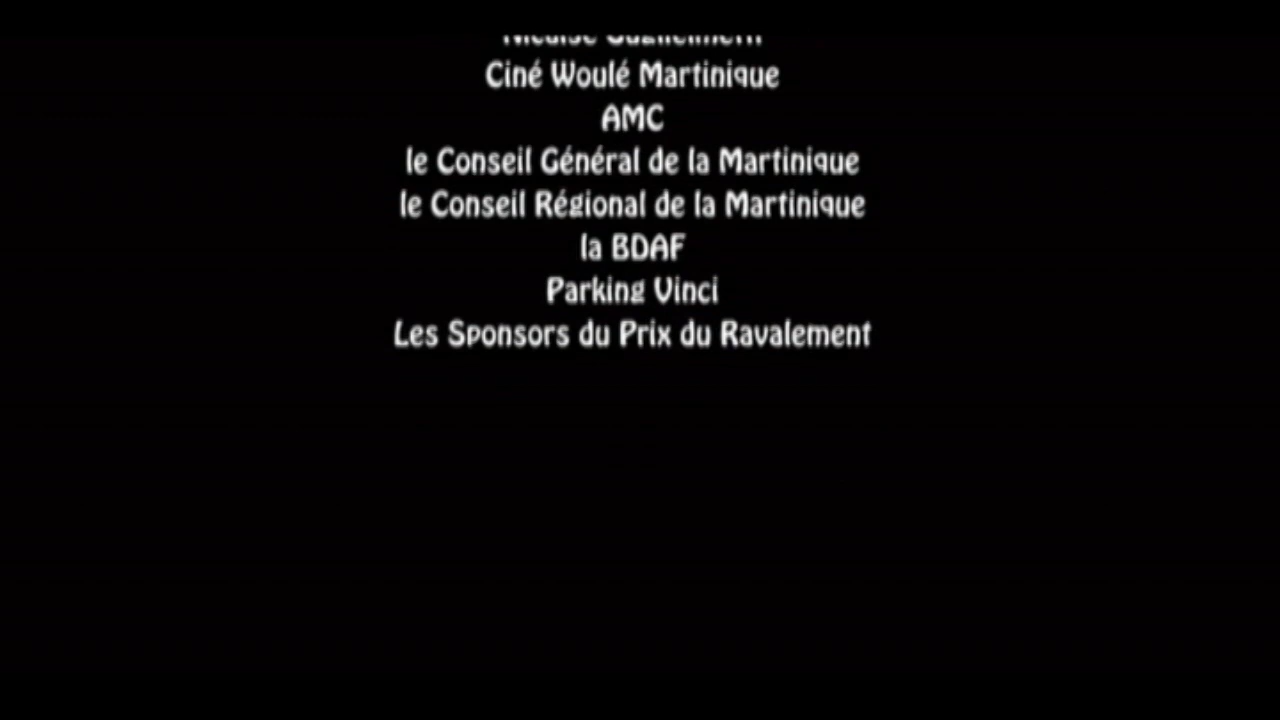 Ciné Woulé Martinique
AMC
le Conseil Général de la Martinique
le Conseil Régional de la Martinique
la BDAF
Parking Vinci
Les Sponsors du Prix du Ravalement